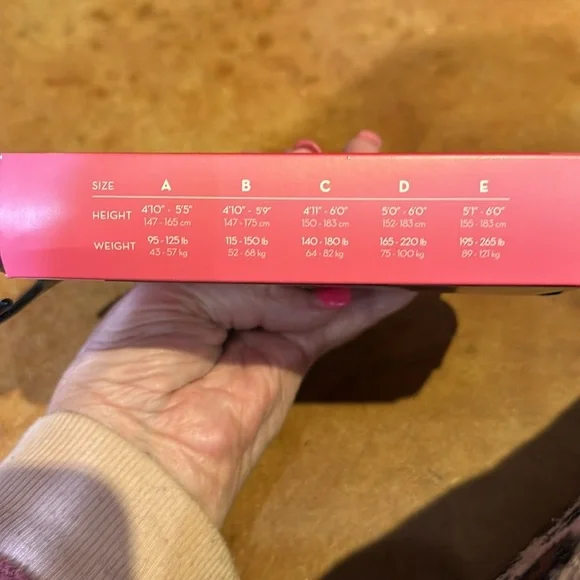 SIZE A B C D E
HEIGHT 4'10" - 5'5" 4'10" - 5'9" 4'11" - 6'0" 5'0" - 6'0" 5'1" - 6'0"
147 - 165 cm 147 - 175 cm 150 - 183 cm 152 - 183 cm 155 - 183 cm
WEIGHT 95 - 125 lb 115 - 150 lb 140 - 180 lb 165 - 220 lb 195 - 265 lb
43 - 57 kg 52 - 68 kg 64 - 82 kg 75 - 100 kg 89 - 121 kg